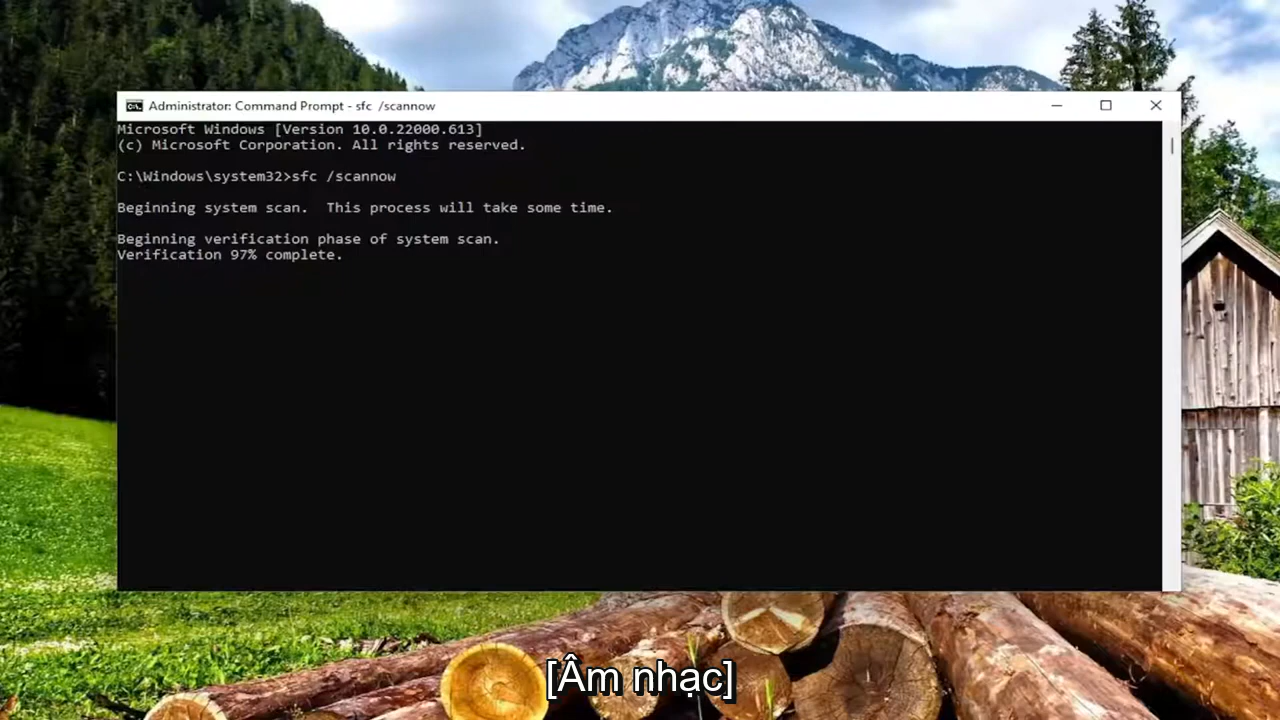 Administrator: Command Prompt - sfc /scannow
Microsoft Windows [Version 10.0.22000.613]
(c) Microsoft Corporation. All rights reserved.
C:\Windows\system32>sfc /scannow
Beginning system scan.  This process will take some time.
Beginning verification phase of system scan.
Verification 97% complete.
[Âm nhạc]